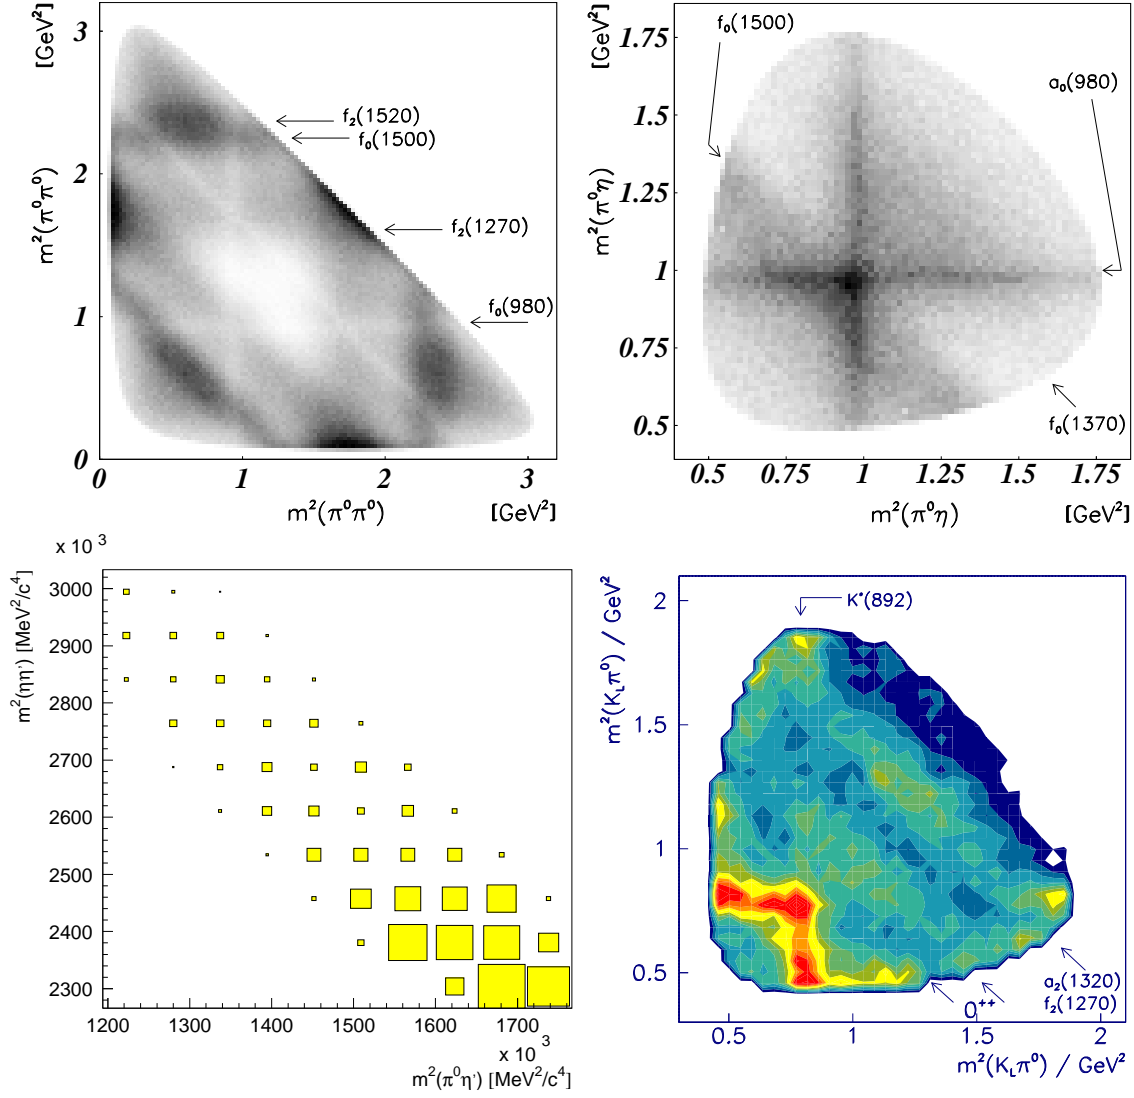 3
[GeV²]
f₂(1520)
f₀(1500)
2
m²(π⁰π⁰)
f₂(1270)
1
f₀(980)
0
0 1 2 3
m²(π⁰π⁰) [GeV²]
[GeV²]
1.75
f₀(1500)
a₀(980)
1.5
1.25
m²(π⁰η)
1
0.75
f₀(1370)
0.5
0.5 0.75 1 1.25 1.5 1.75
m²(π⁰η) [GeV²]
x 10³
m²(ηη') [MeV²/c⁴]
3000
2900
2800
2700
2600
2500
2400
2300
1200 1300 1400 1500 1600 1700
x 10³
m²(π⁰η') [MeV²/c⁴]
m²(K_Lπ⁰) / GeV²
2
K*(892)
1.5
1
0.5
a₂(1320)
f₂(1270)
0⁺⁺
0.5 1 1.5 2
m²(K_Lπ⁰) / GeV²